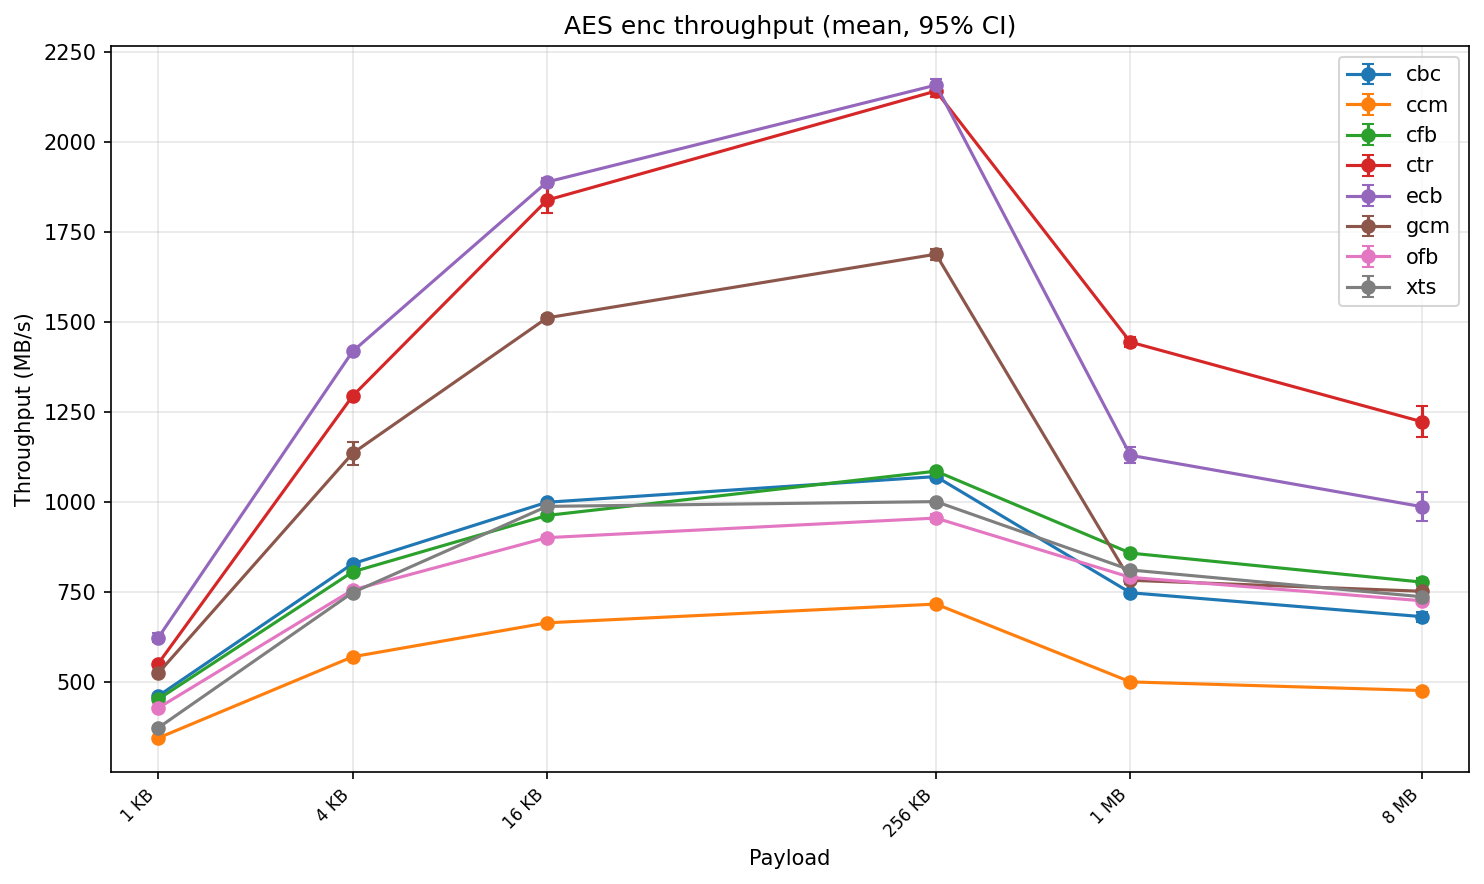 AES enc throughput (mean, 95% CI)
Throughput (MB/s)
2250
2000
1750
1500
1250
1000
750
500
cbc
ccm
cfb
ctr
ecb
gcm
ofb
xts
1 KB
4 KB
16 KB
256 KB
1 MB
8 MB
Payload